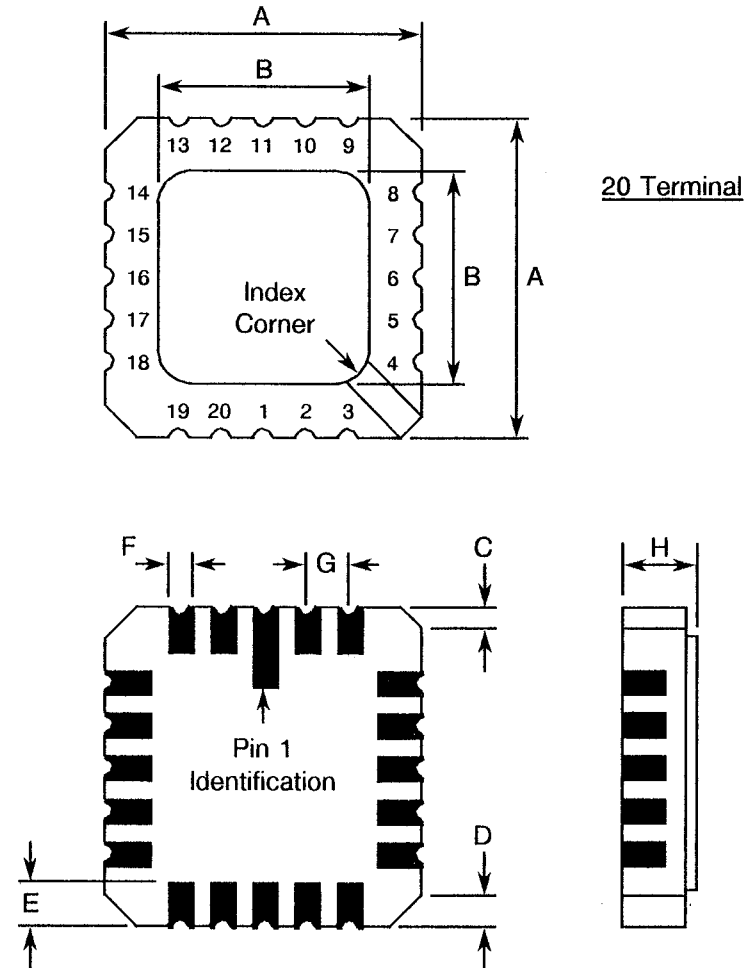 A
B
13 12 11 10 9
14
15
16
17
18
8
7
6
5
4
19 20 1 2 3
Index
Corner
B
A
20 Terminal
F
G
C
H
Pin 1
Identification
D
E